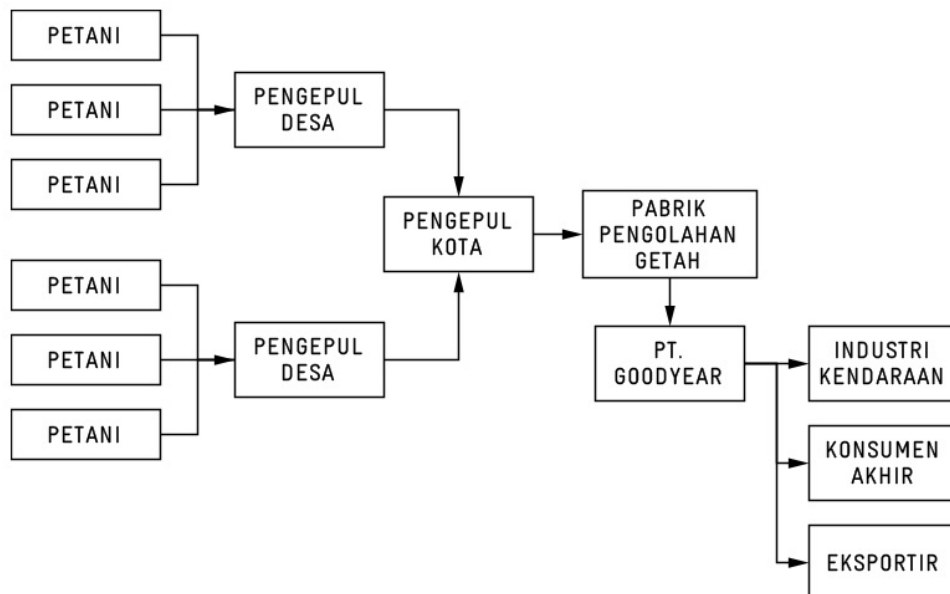 PETANI
PETANI
PETANI
PENGEPUL
DESA
PETANI
PETANI
PETANI
PENGEPUL
DESA
PENGEPUL
KOTA
PABRIK
PENGOLAHAN
GETAH
PT.
GOODYEAR
INDUSTRI
KENDARAAN
KONSUMEN
AKHIR
EKSPORTIR